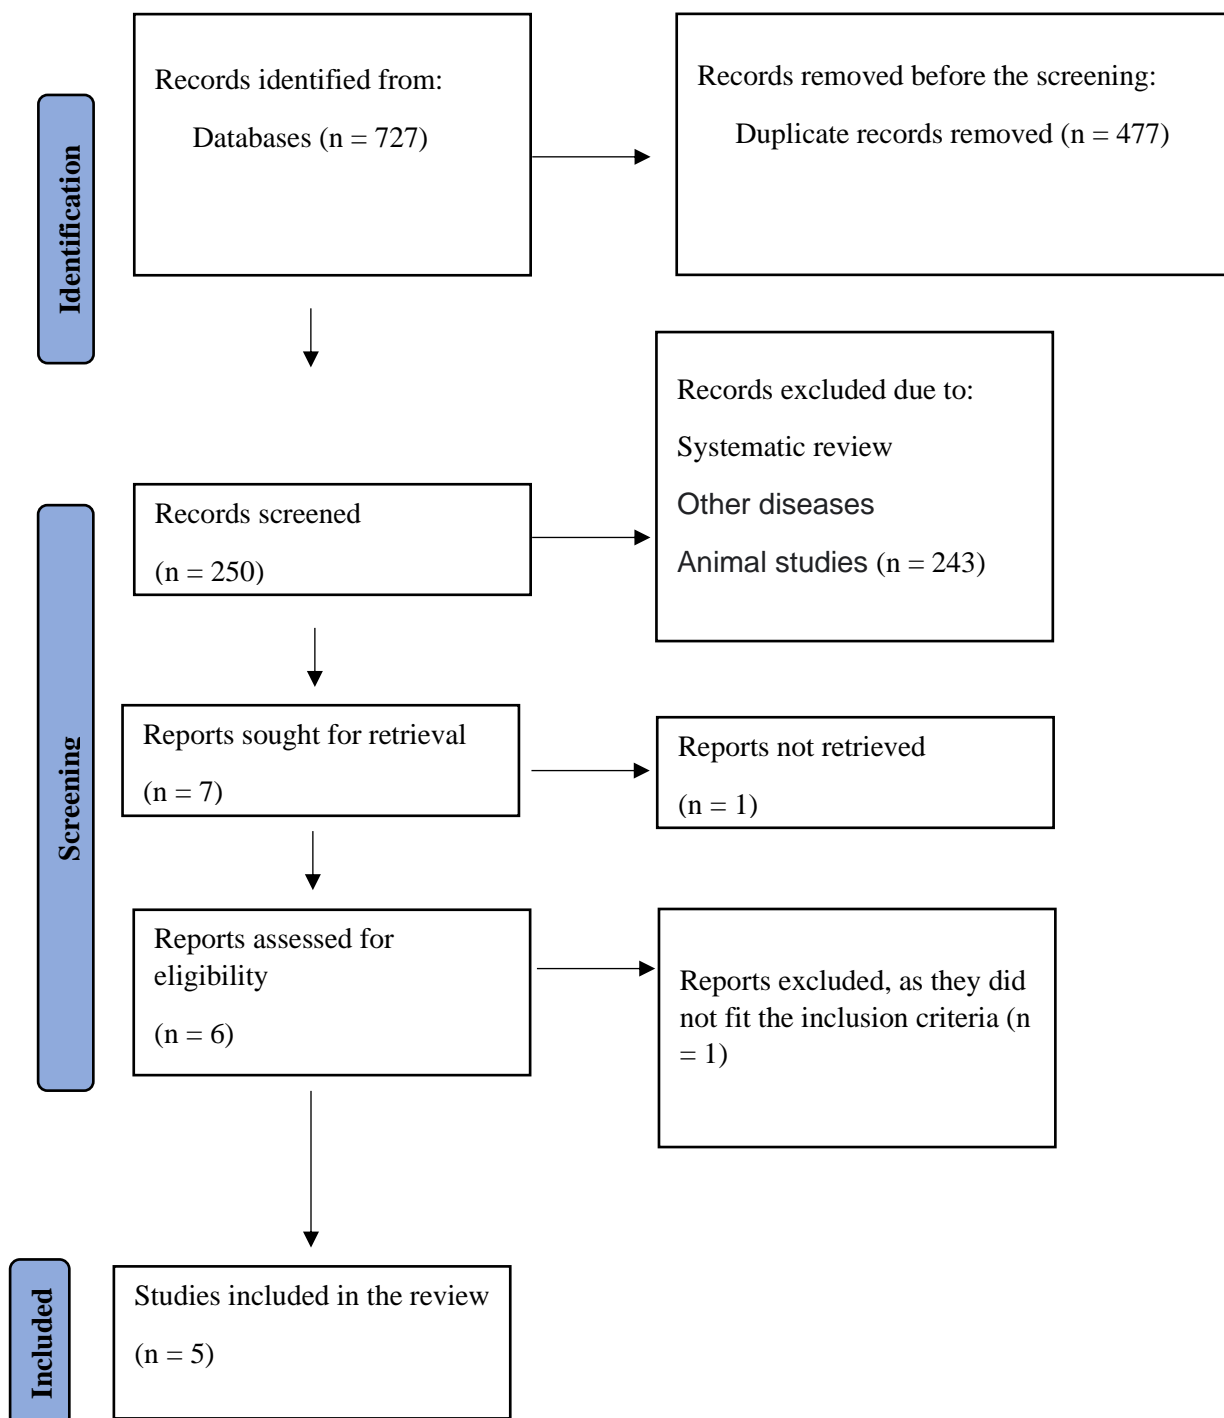 Identification
Records identified from:
Databases (n = 727)
Records removed before the screening:
Duplicate records removed (n = 477)
Screening
Records screened
(n = 250)
Records excluded due to:
Systematic review
Other diseases
Animal studies (n = 243)
Reports sought for retrieval
(n = 7)
Reports not retrieved
(n = 1)
Reports assessed for
eligibility
(n = 6)
Reports excluded, as they did
not fit the inclusion criteria (n
= 1)
Included
Studies included in the review
(n = 5)